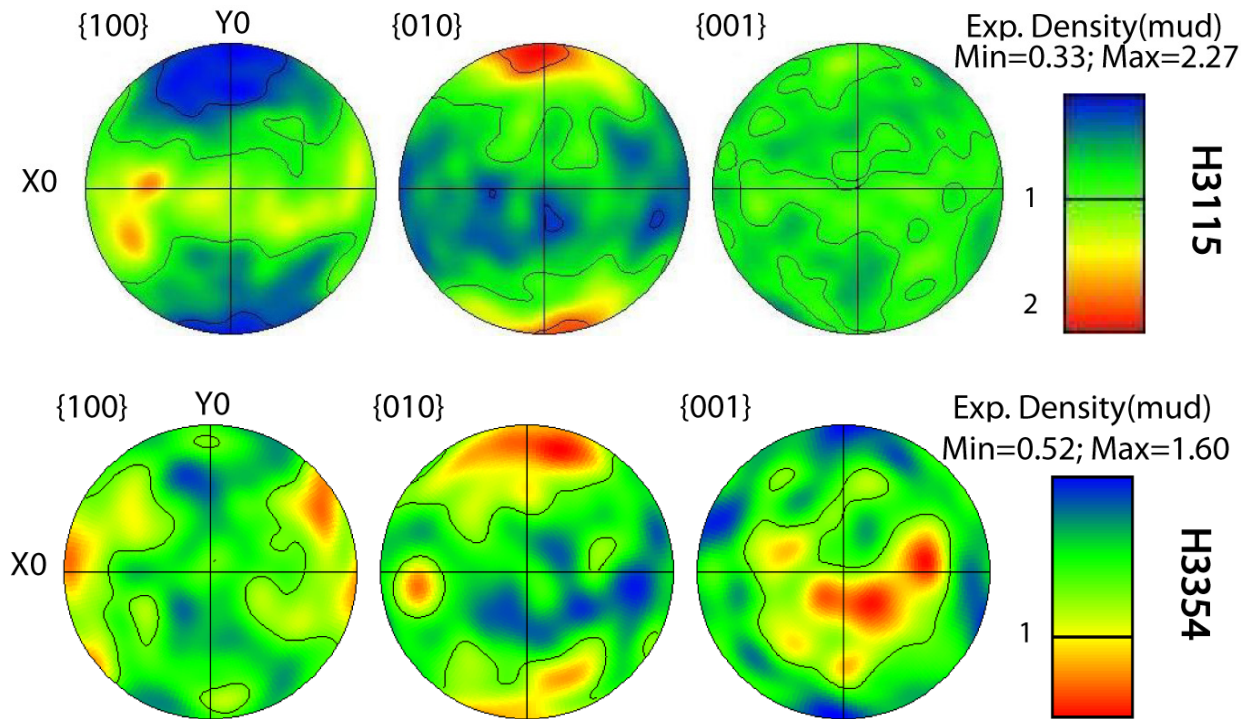 {100} Y0 {010} {001} Exp. Density(mud)
Min=0.33; Max=2.27
X0
1
2
H3115
{100} Y0 {010} {001} Exp. Density(mud)
Min=0.52; Max=1.60
X0
1
H3354